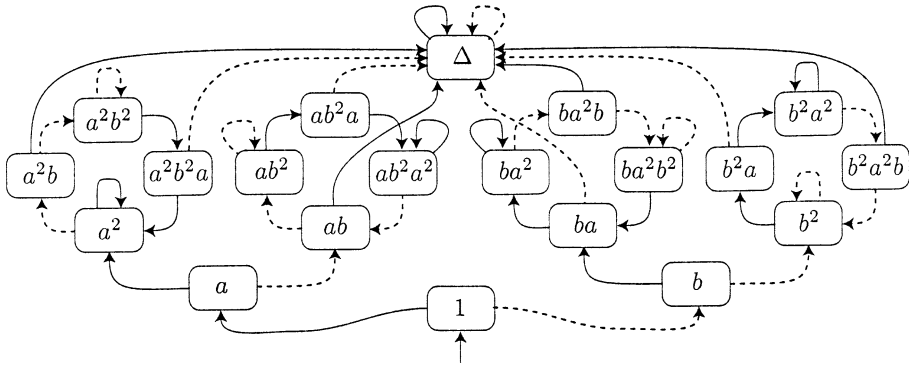 Δ
a²b² ab²a ba²b b²a²
a²b a²b²a ab² ab²a² ba² ba²b² b²a b²a²b
a² ab ba b²
a b
1